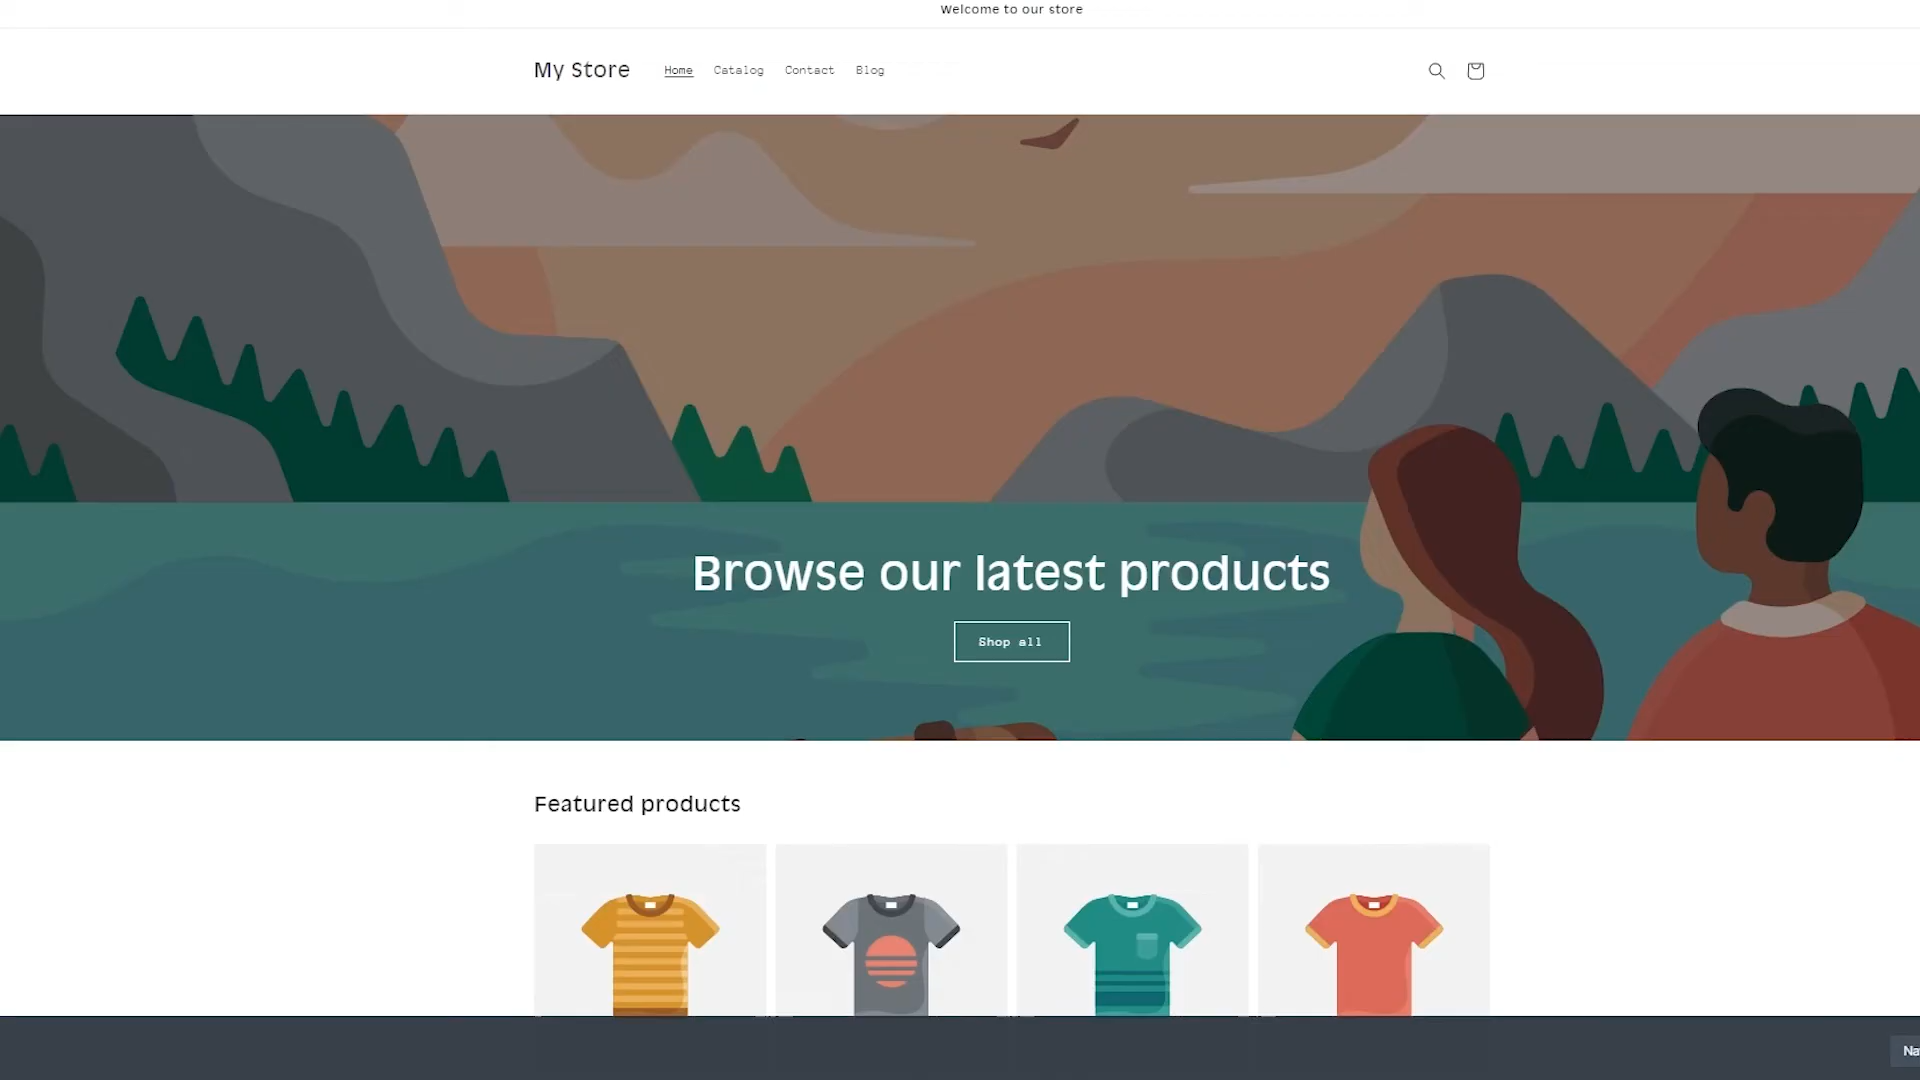 Welcome to our store
My Store Home Catalog Contact Blog
Browse our latest products
Shop all
Featured products